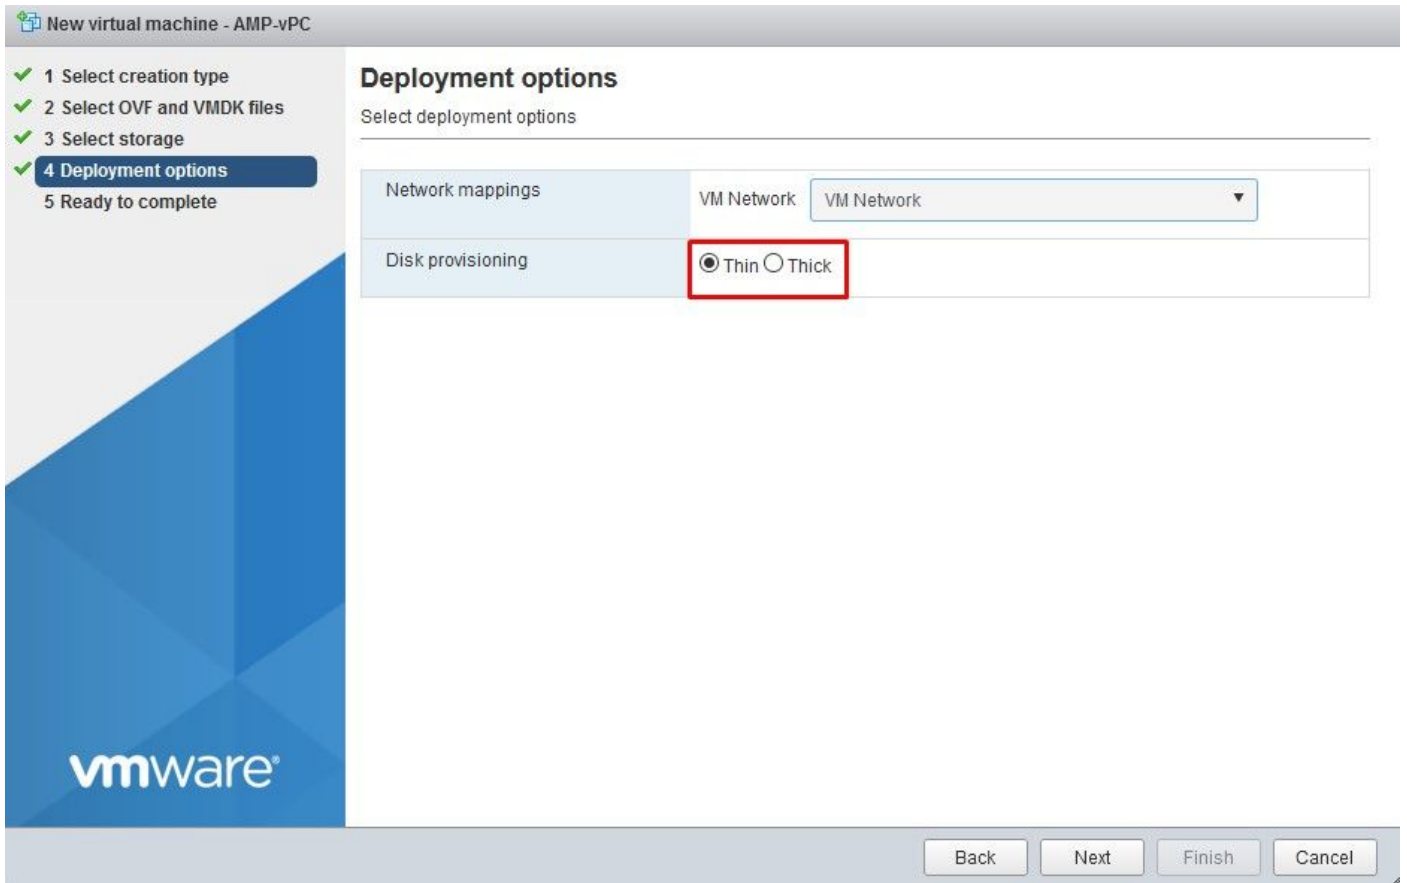 New virtual machine - AMP-vPC
1 Select creation type
2 Select OVF and VMDK files
3 Select storage
4 Deployment options
5 Ready to complete
Deployment options
Select deployment options
Network mappings
VM Network
VM Network
Disk provisioning
Thin Thick
vmware®
Back Next Finish Cancel